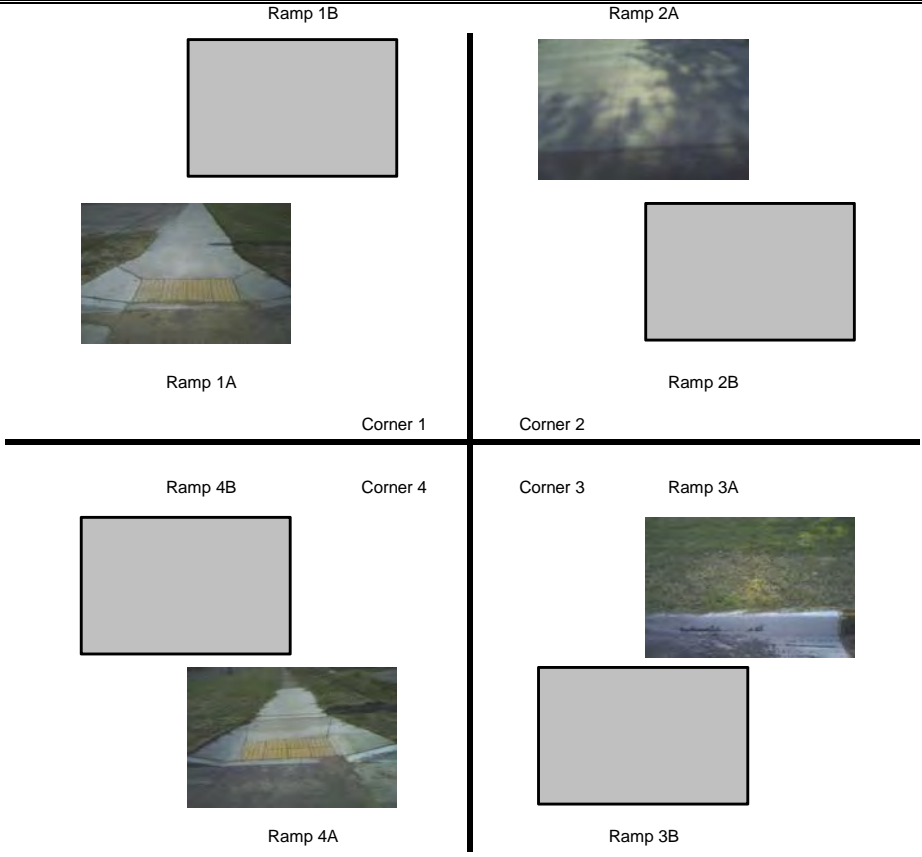 Ramp 1B Ramp 2A
Ramp 1A Ramp 2B
Corner 1 Corner 2
Ramp 4B Corner 4 Corner 3 Ramp 3A
Ramp 4A Ramp 3B